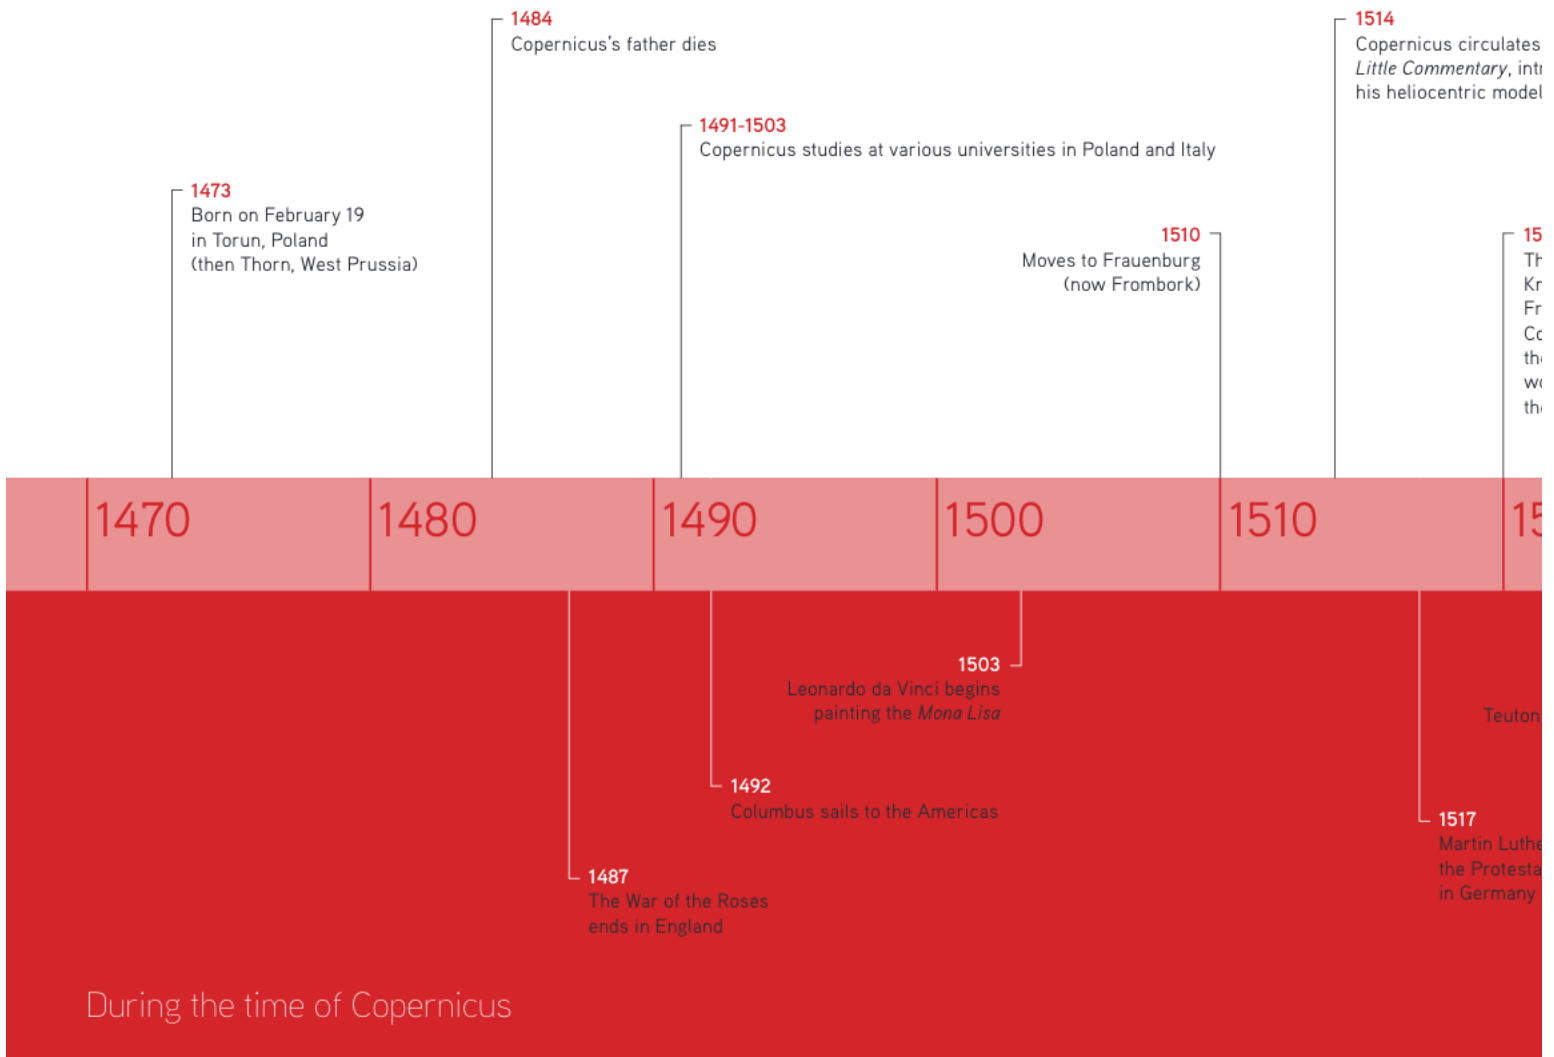 1484
Copernicus's father dies
1514
Copernicus circulates
Little Commentary,
his heliocentric model
1491-1503
Copernicus studies at various universities in Poland and Italy
1473
Born on February 19
in Torun, Poland
(then Thorn, West Prussia)
1510
Moves to Frauenburg
(now Frombork)
1470
1480
1490
1500
1510
1503
Leonardo da Vinci begins
painting the Mona Lisa
1492
Columbus sails to the Americas
1517
Martin
the
in Germany
1487
The War of the Roses
ends in England
During the time of Copernicus